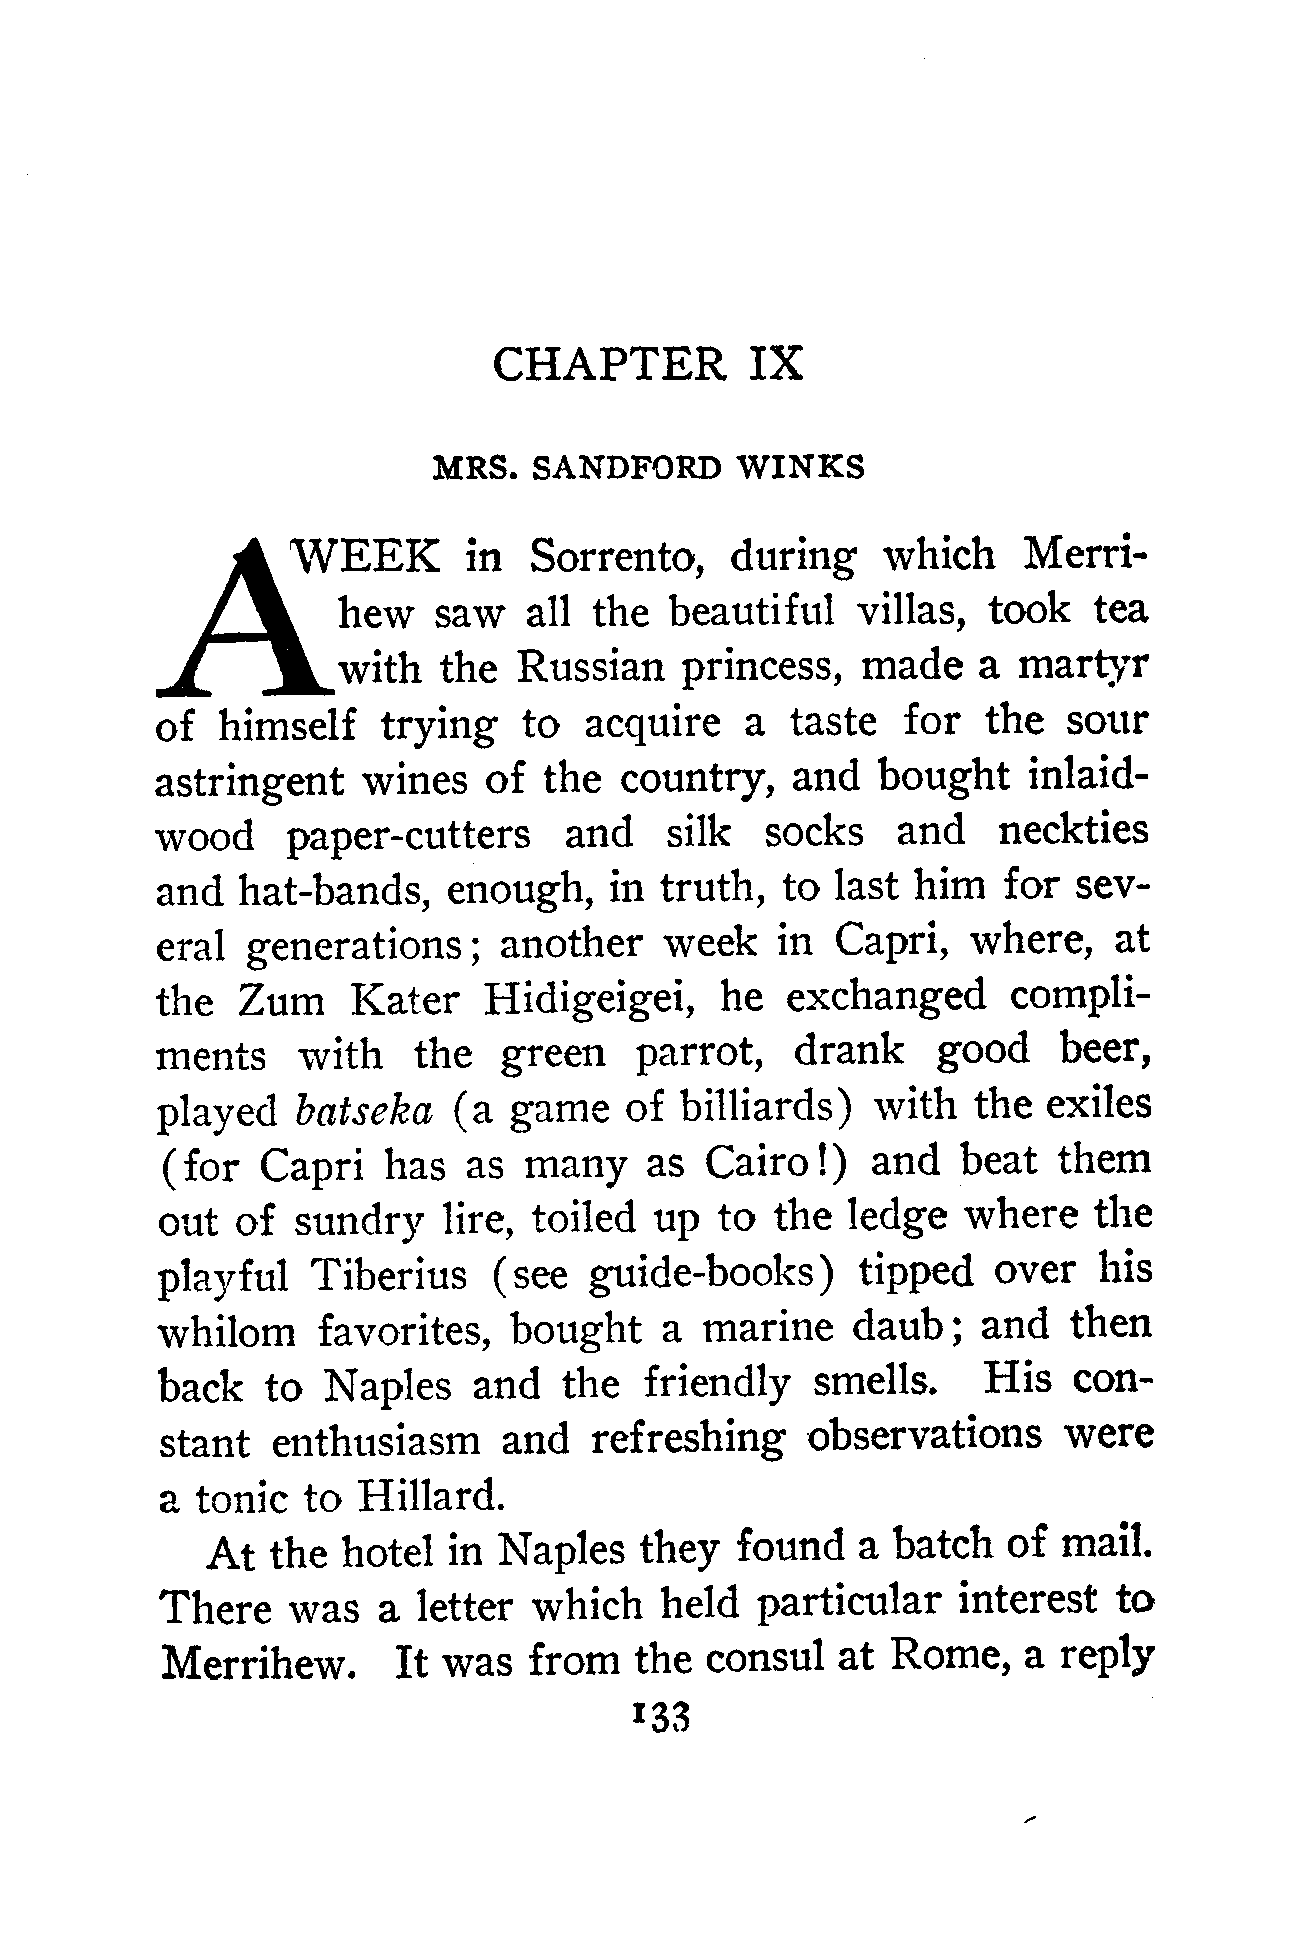 CHAPTER IX
MRS. SANDFORD WINKS
A WEEK in Sorrento, during which Merri-
hew saw all the beautiful villas, took tea
with the Russian princess, made a martyr
of himself trying to acquire a taste for the sour
astringent wines of the country, and bought inlaid-
wood paper-cutters and silk socks and neckties
and hat-bands, enough, in truth, to last him for sev-
eral generations; another week in Capri, where, at
the Zum Kater Hidigeigei, he exchanged compli-
ments with the green parrot, drank good beer,
played batseka (a game of billiards) with the exiles
(for Capri has as many as Cairo!) and beat them
out of sundry lire, toiled up to the ledge where the
playful Tiberius (see guide-books) tipped over his
whilom favorites, bought a marine daub; and then
back to Naples and the friendly smells. His con-
stant enthusiasm and refreshing observations were
a tonic to Hillard.
At the hotel in Naples they found a batch of mail.
There was a letter which held particular interest to
Merrihew. It was from the consul at Rome, a reply
133